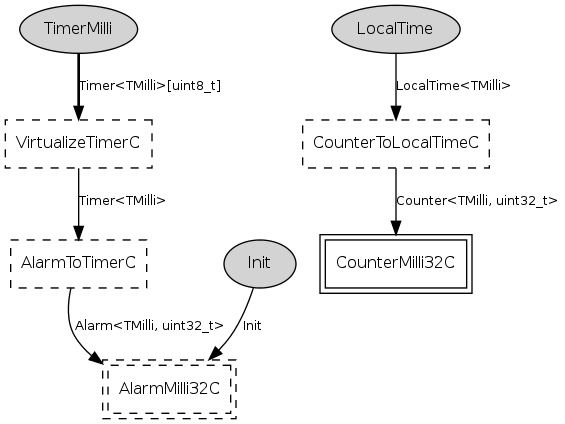 TimerMilli
LocalTime
Timer<TMilli>[uint8_t]
LocalTime<TMilli>
VirtualizeTimerC
CounterToLocalTimeC
Timer<TMilli>
Counter<TMilli, uint32_t>
AlarmToTimerC
Init
CounterMilli32C
Alarm<TMilli, uint32_t>
Init
AlarmMilli32C